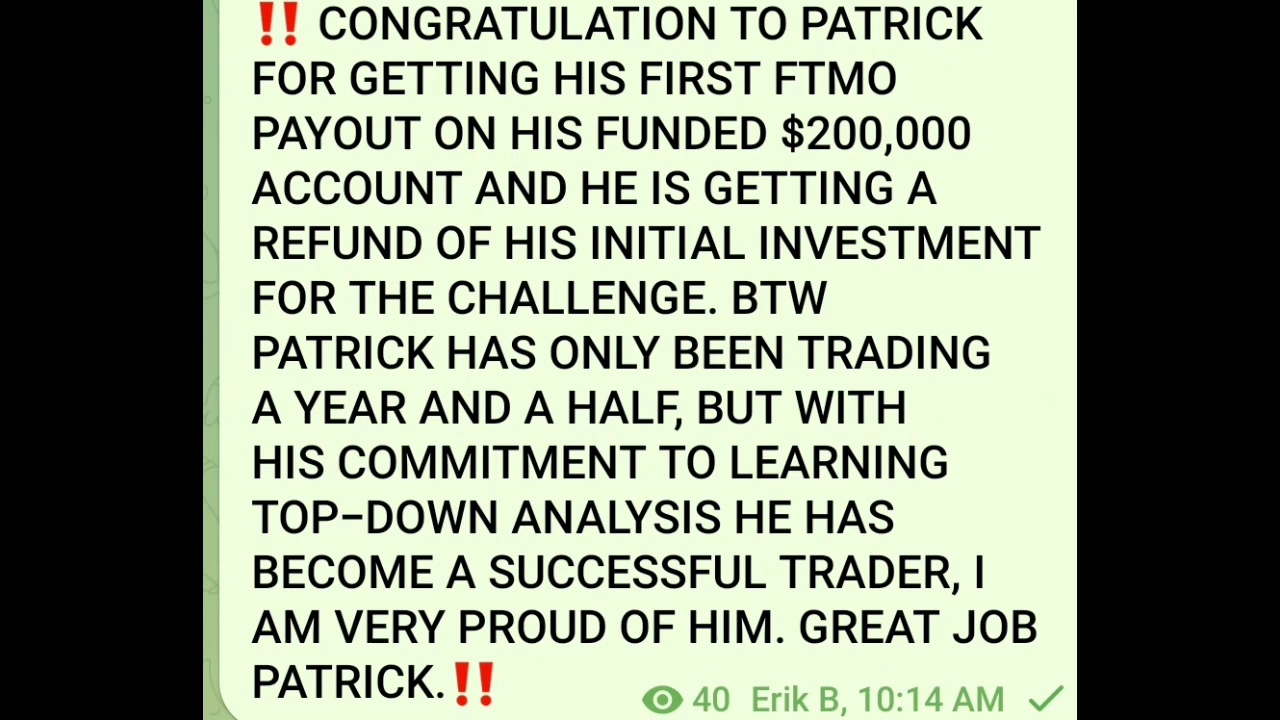 ‼️ CONGRATULATION TO PATRICK
FOR GETTING HIS FIRST FTMO
PAYOUT ON HIS FUNDED $200,000
ACCOUNT AND HE IS GETTING A
REFUND OF HIS INITIAL INVESTMENT
FOR THE CHALLENGE. BTW
PATRICK HAS ONLY BEEN TRADING
A YEAR AND A HALF, BUT WITH
HIS COMMITMENT TO LEARNING
TOP–DOWN ANALYSIS HE HAS
BECOME A SUCCESSFUL TRADER, I
AM VERY PROUD OF HIM. GREAT JOB
PATRICK.‼️
40 Erik B, 10:14 AM